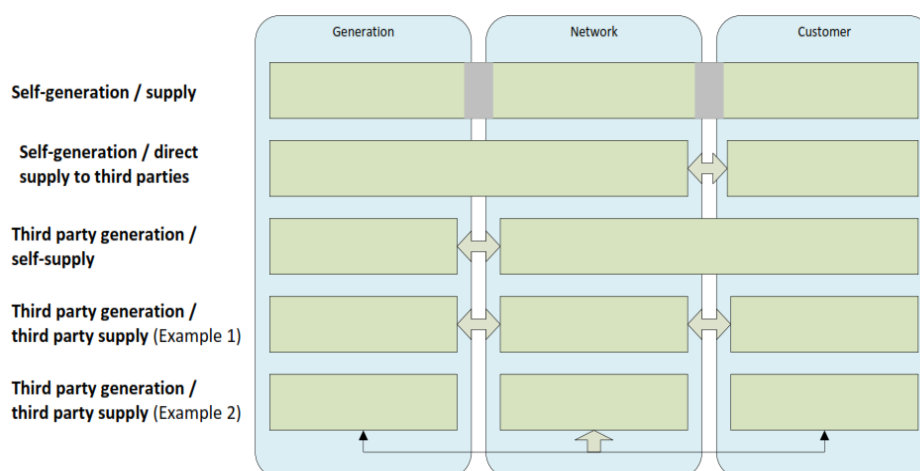 Generation
Network
Customer
Self-generation / supply
Self-generation / direct
supply to third parties
Third party generation /
self-supply
Third party generation /
third party supply (Example 1)
Third party generation /
third party supply (Example 2)